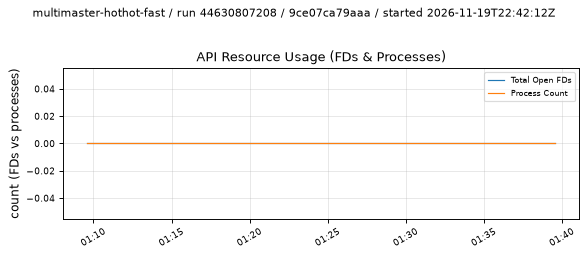 multimaster-hothot-fast / run 44630807208 / 9ce07ca79aaa / started 2026-11-19T22:42:12Z
API Resource Usage (FDs & Processes)
count (FDs vs processes)
0.04
0.02
0.00
−0.02
−0.04
Total Open FDs
Process Count
01:10
01:15
01:20
01:25
01:30
01:35
01:40